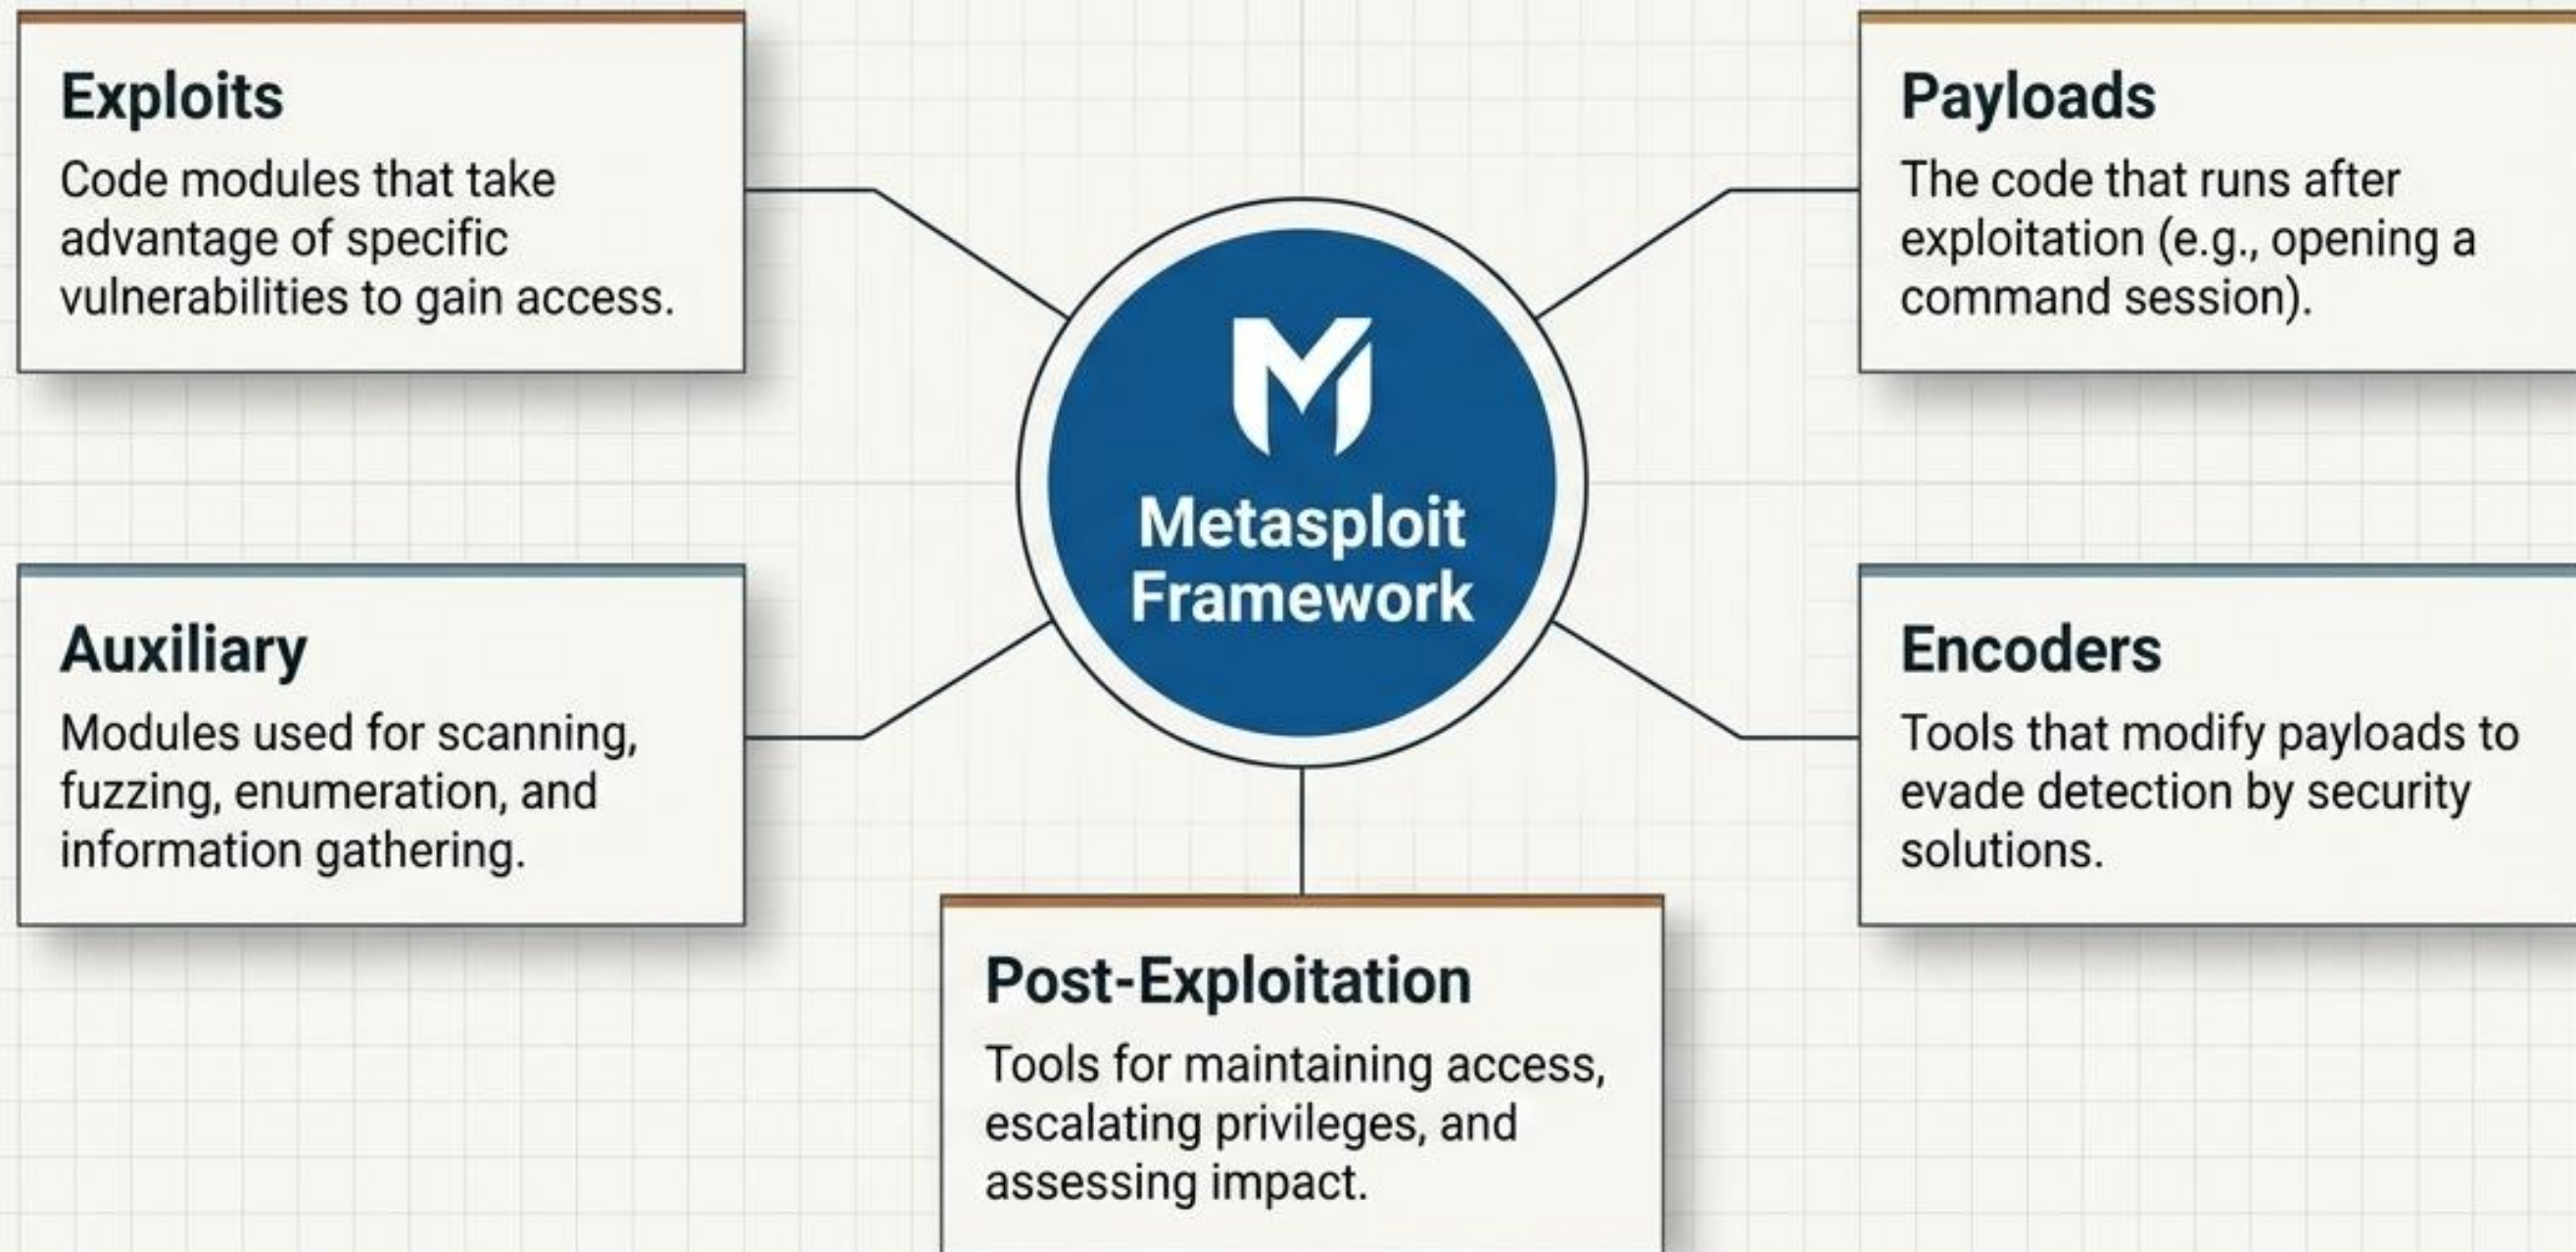 Exploits
Code modules that take
advantage of specific
vulnerabilities to gain access.
Payloads
The code that runs after
exploitation (e.g., opening a
command session).
Metasploit
Framework
Auxiliary
Modules used for scanning,
fuzzing, enumeration, and
information gathering.
Encoders
Tools that modify payloads to
evade detection by security
solutions.
Post-Exploitation
Tools for maintaining access,
escalating privileges, and
assessing impact.